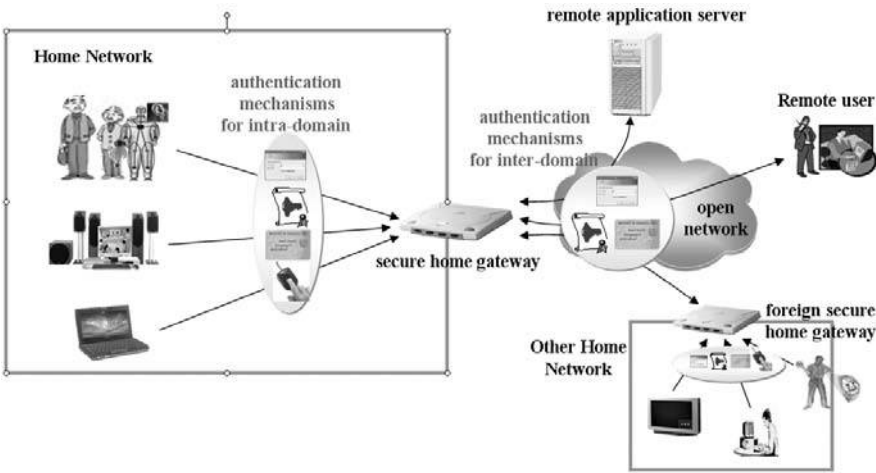 remote application server
Home Network
authentication
mechanisms
for intra-domain
authentication
mechanisms
for inter-domain
Remote user
open
network
secure home gateway
foreign secure
home gateway
Other Home
Network